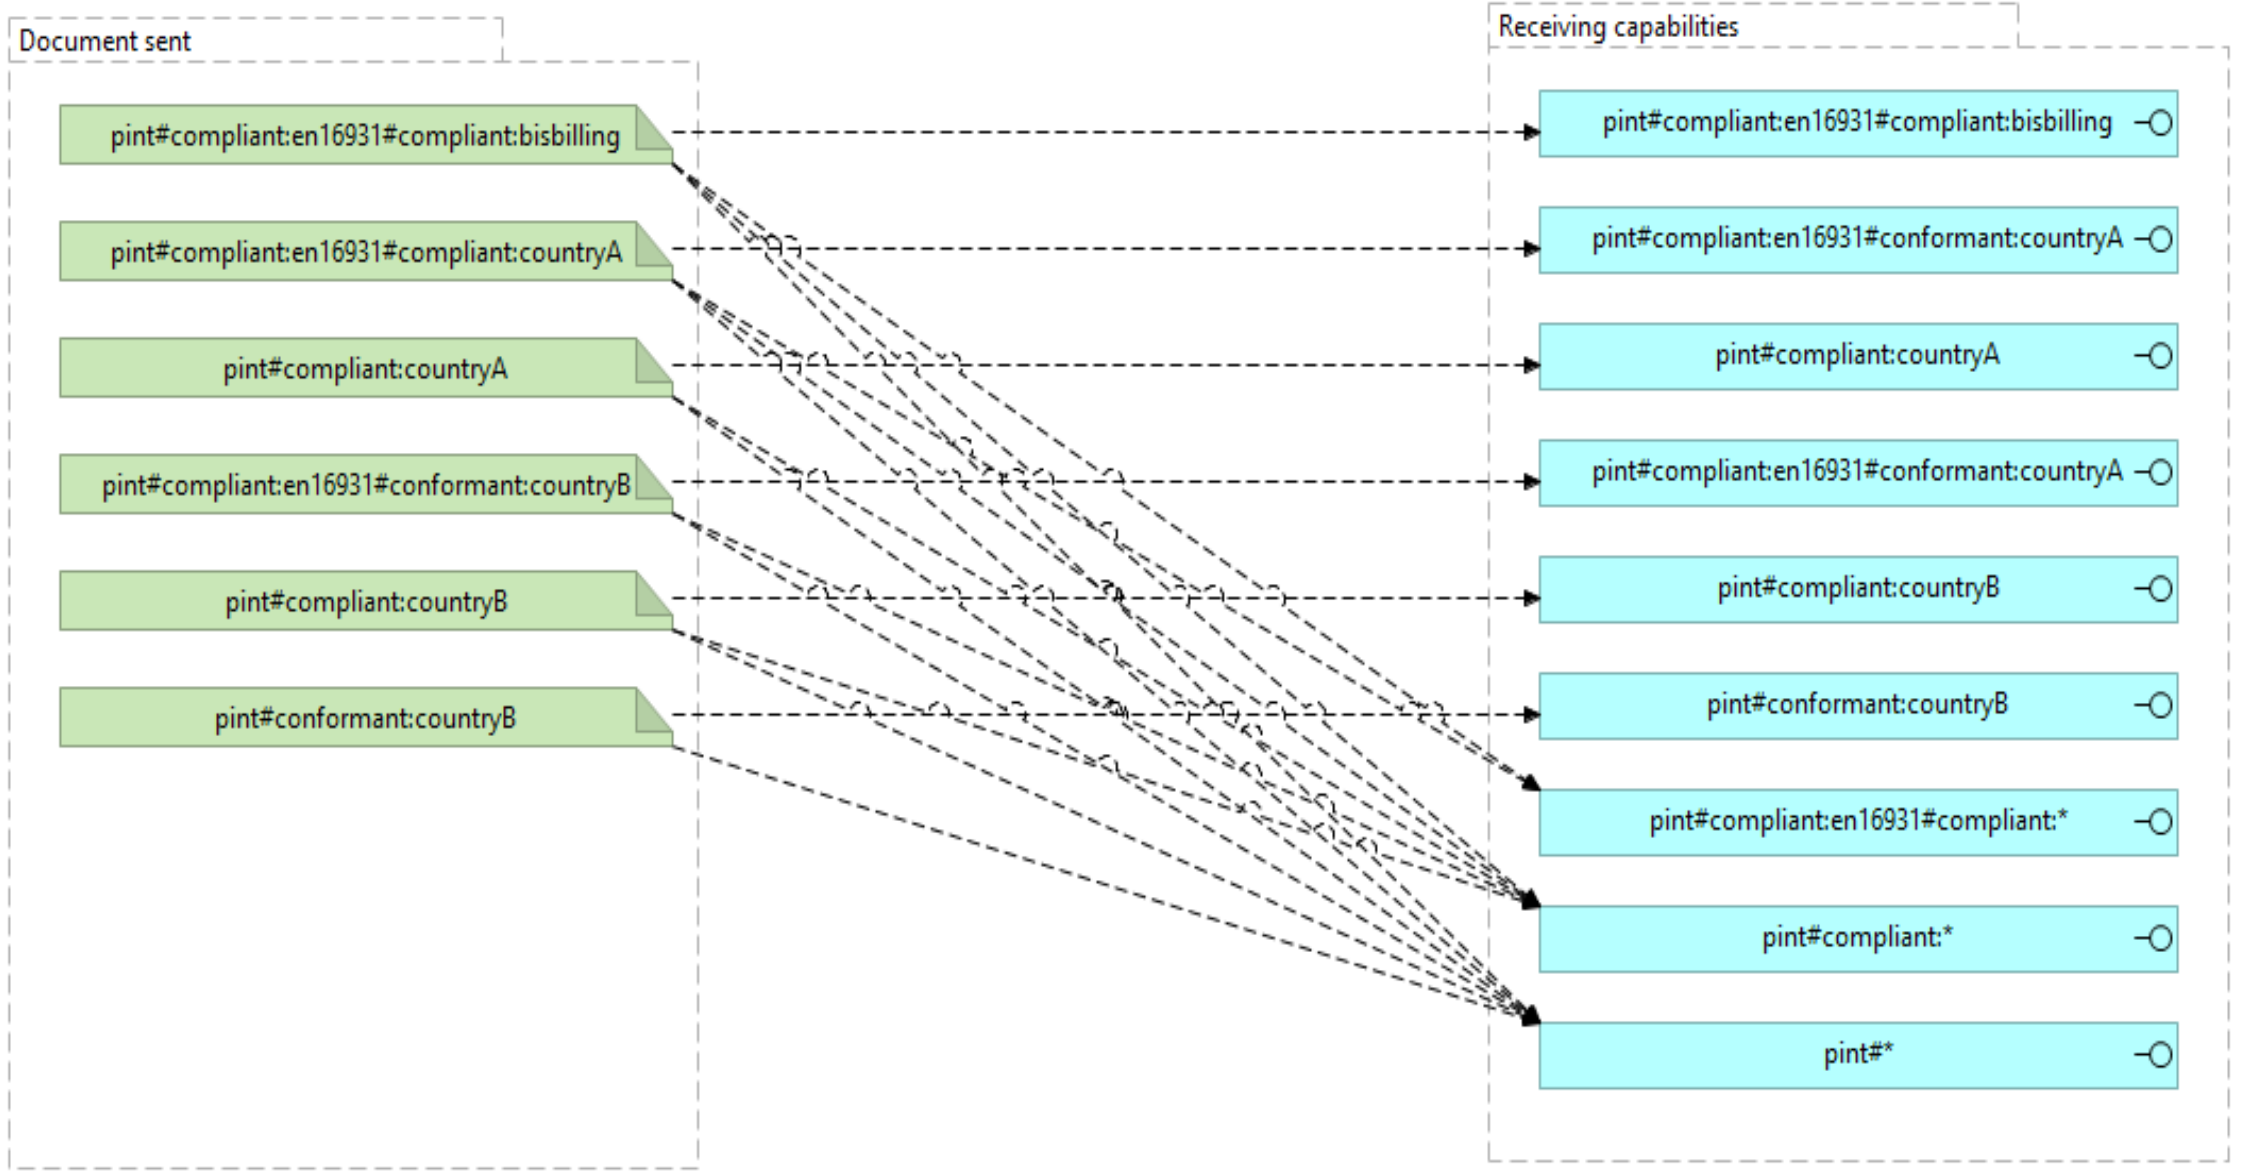 Document sent
pint#compliant:en16931#compliant:bisbilling
pint#compliant:en16931#compliant:countryA
pint#compliant:countryA
pint#compliant:en16931#conformant:countryB
pint#compliant:countryB
pint#conformant:countryB
Receiving capabilities
pint#compliant:en16931#compliant:bisbilling
pint#compliant:en16931#conformant:countryA
pint#compliant:countryA
pint#compliant:en16931#conformant:countryA
pint#compliant:countryB
pint#conformant:countryB
pint#compliant:en16931#compliant:*
pint#compliant:*
pint#*